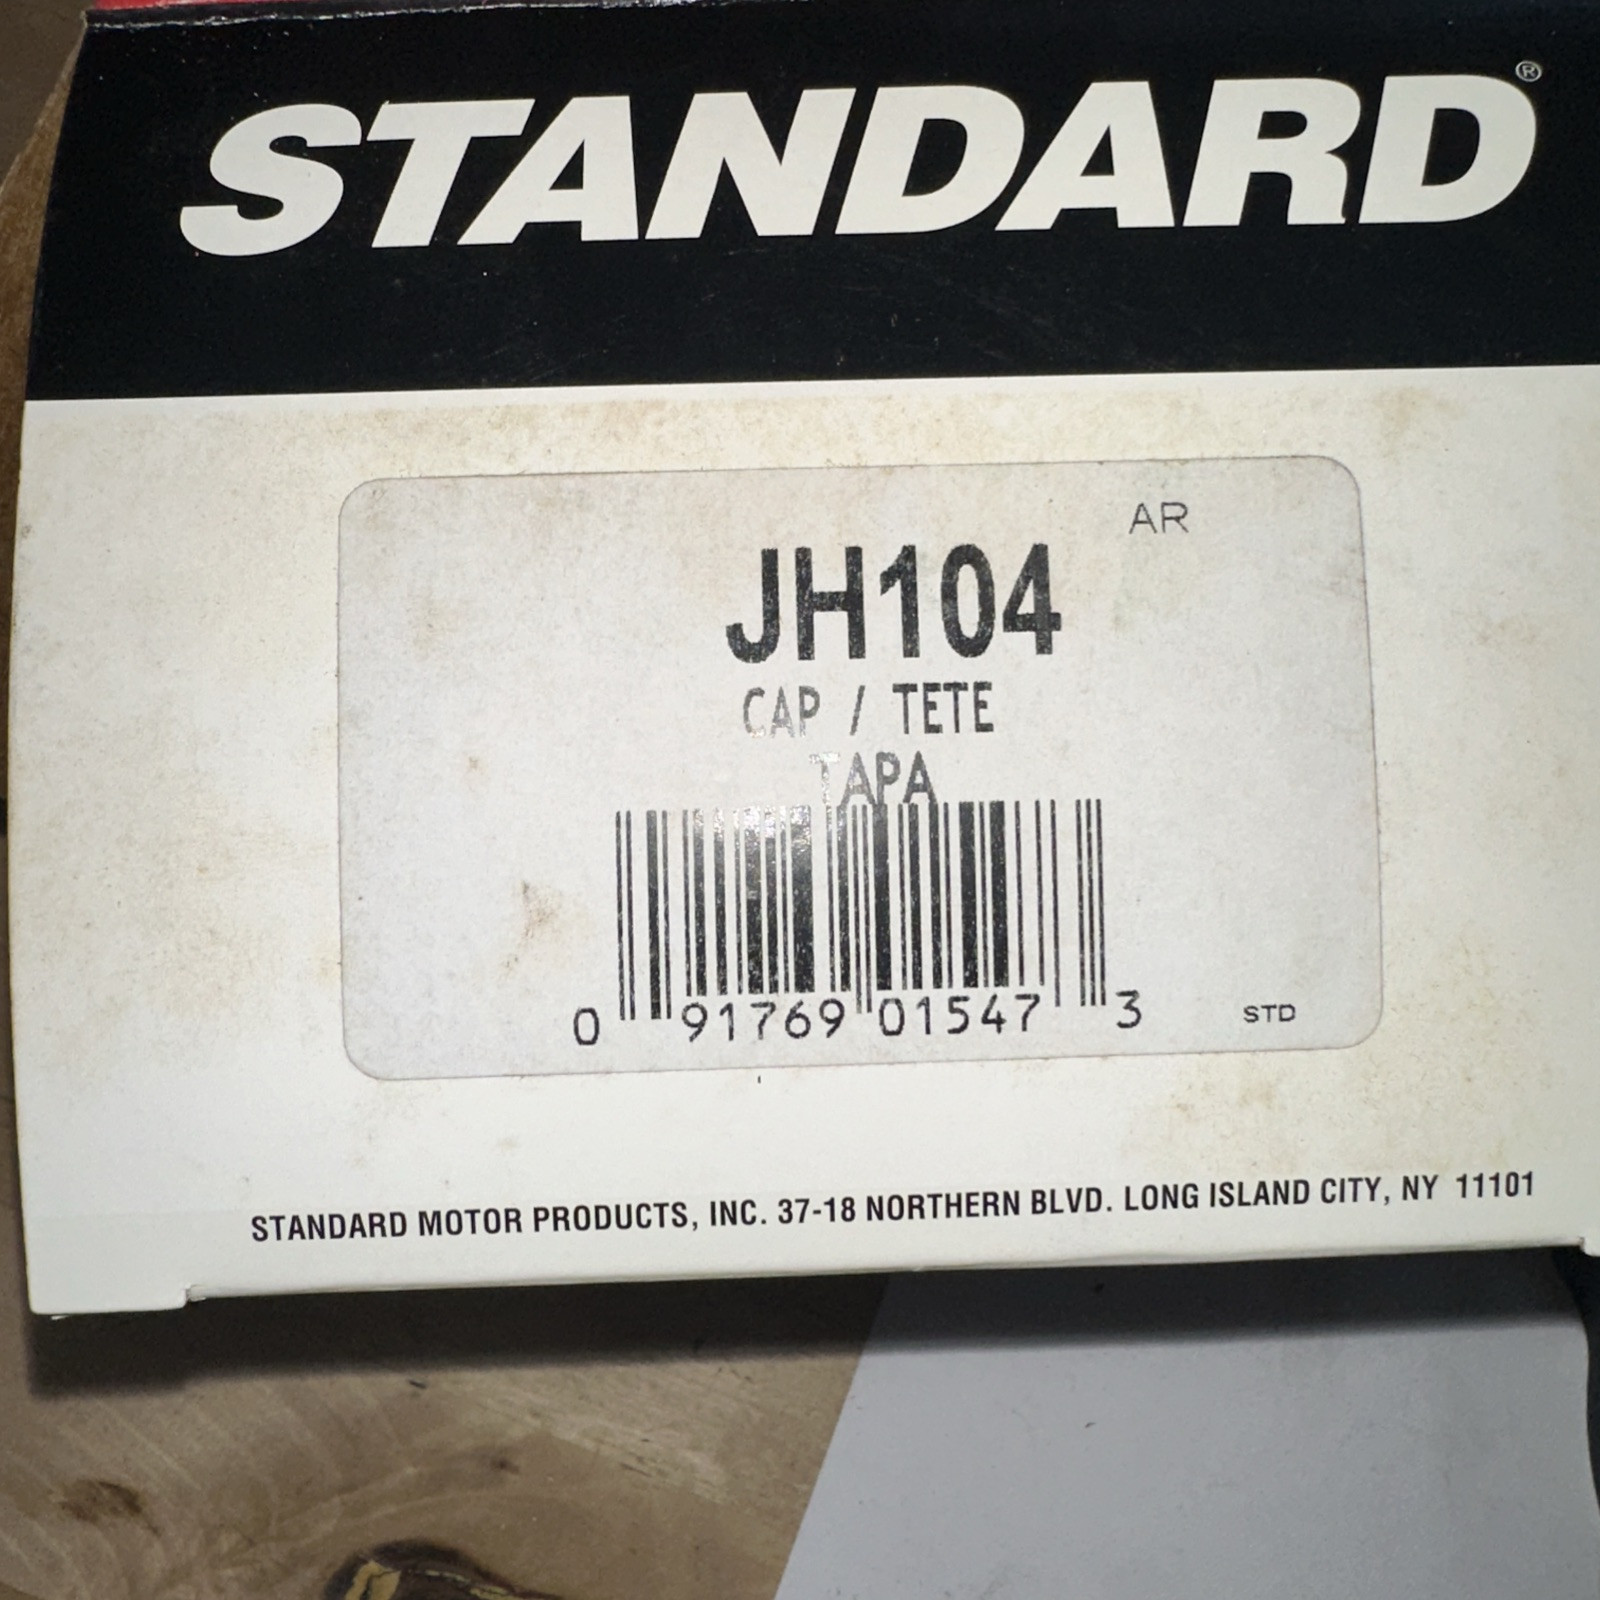 STANDARD®
AR
JH104
CAP / TETE
TAPA
0 91769 01547 3
STD
STANDARD MOTOR PRODUCTS, INC. 37-18 NORTHERN BLVD. LONG ISLAND CITY, NY 11101